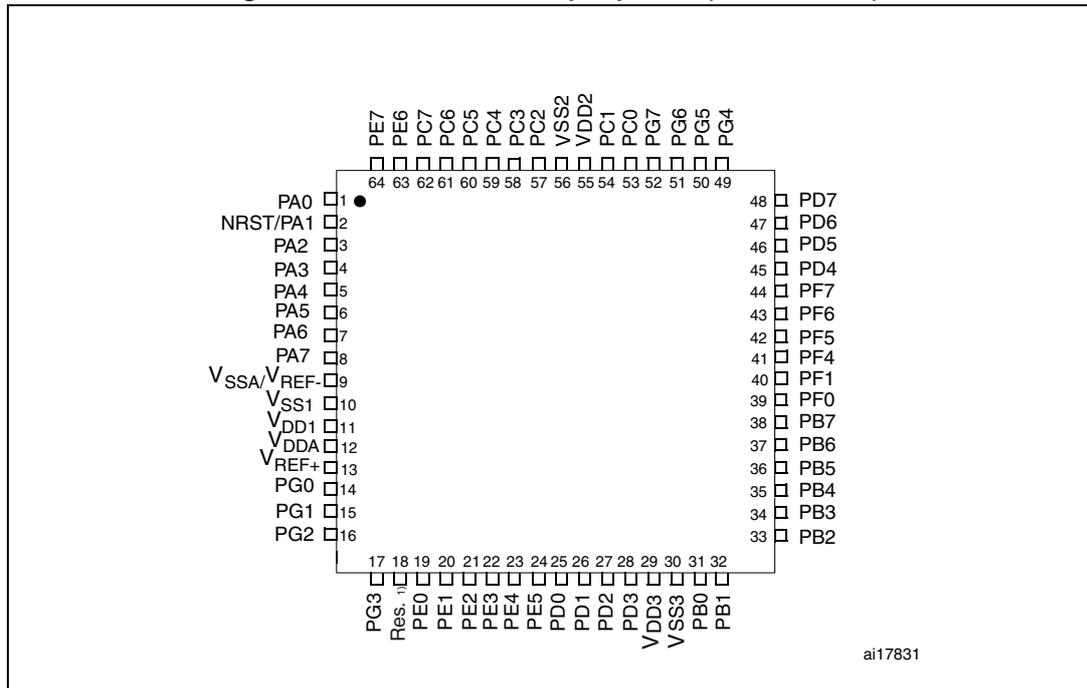 PE7 PE6 PC7 PC6 PC5 PC4 PC3 PC2 VSS2 VDD2 PC1 PC0 PG7 PG6 PG5 PG4
64 63 62 61 60 59 58 57 56 55 54 53 52 51 50 49
PA0 1 48 PD7
NRST/PA1 2 47 PD6
PA2 3 46 PD5
PA3 4 45 PD4
PA4 5 44 PF7
PA5 6 43 PF6
PA6 7 42 PF5
PA7 8 41 PF4
VSSA/VREF- 9 40 PF1
VSS1 10 39 PF0
VDD1 11 38 PB7
VDDA 12 37 PB6
VREF+ 13 36 PB5
PG0 14 35 PB4
PG1 15 34 PB3
PG2 16 33 PB2
17 18 19 20 21 22 23 24 25 26 27 28 29 30 31 32
PG3 Res. 1) PE0 PE1 PE2 PE3 PE4 PE5 PD0 PD1 PD2 PD3 VDD3 VSS3 PB0 PB1
ai17831